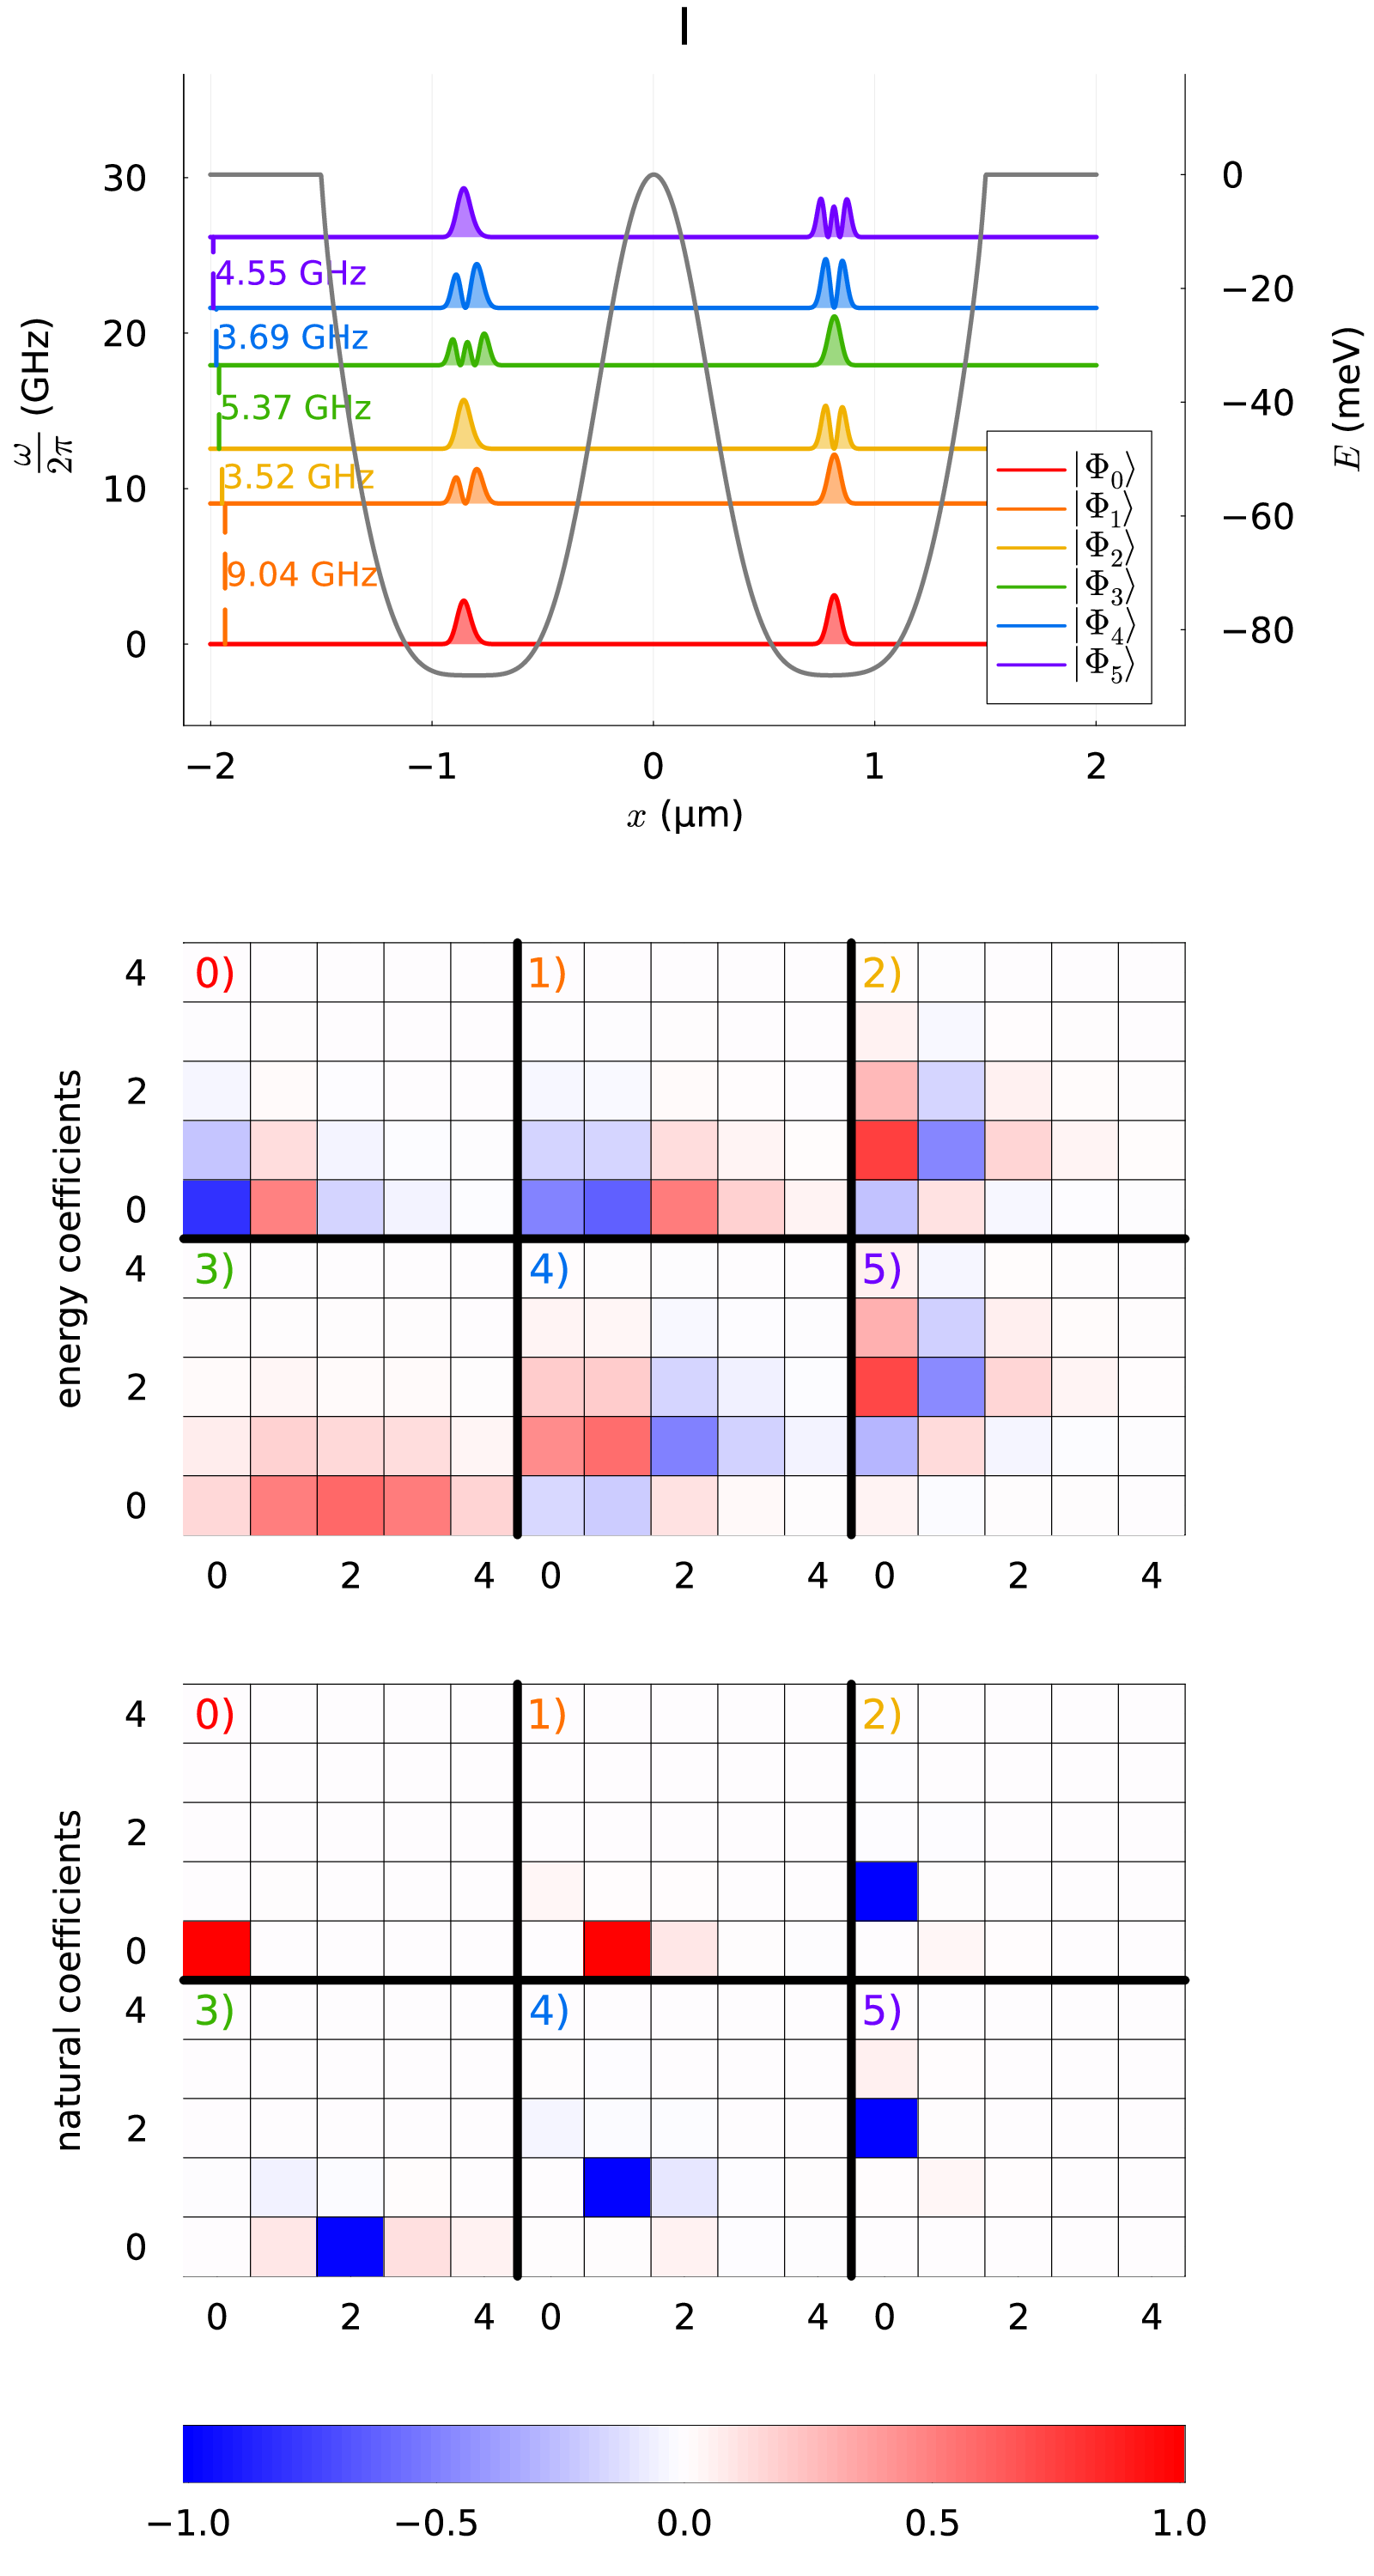 I
30
20
10
0
ω/2π (GHz)
0
−20
−40
−60
−80
E (meV)
4.55 GHz
3.69 GHz
5.37 GHz
3.52 GHz
9.04 GHz
|Φ₀⟩
|Φ₁⟩
|Φ₂⟩
|Φ₃⟩
|Φ₄⟩
|Φ₅⟩
−2 −1 0 1 2
x (μm)
energy coefficients
4 0) 1) 2)
2
0
4 3) 4) 5)
2
0
0 2 4 0 2 4 0 2 4
natural coefficients
4 0) 1) 2)
2
0
4 3) 4) 5)
2
0
0 2 4 0 2 4 0 2 4
−1.0 −0.5 0.0 0.5 1.0